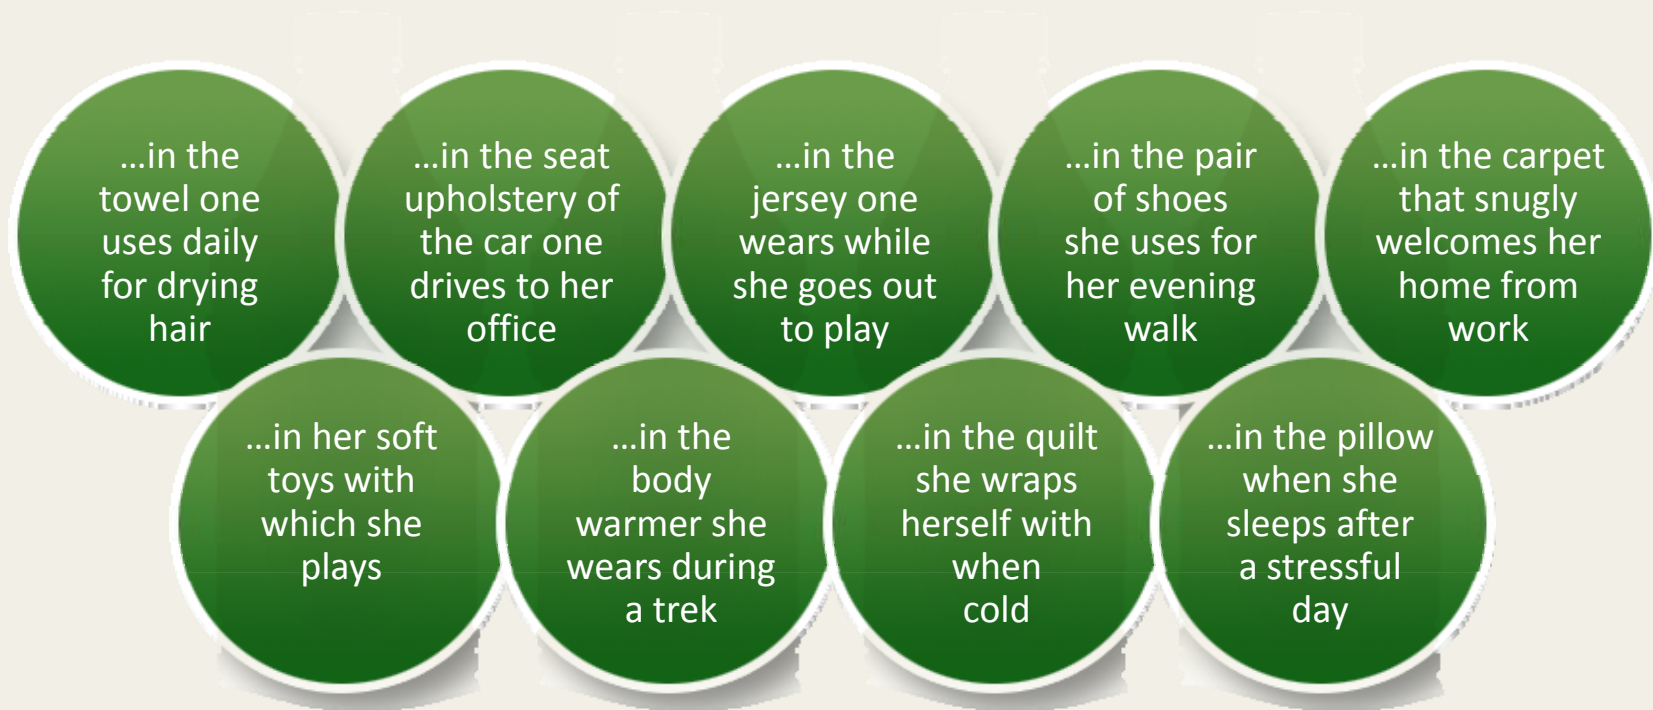 …in the
towel one
uses daily
for drying
hair
…in the seat
upholstery of
the car one
drives to her
office
…in the
jersey one
wears while
she goes out
to play
…in the pair
of shoes
she uses for
her evening
walk
…in the carpet
that snugly
welcomes her
home from
work
…in her soft
toys with
which she
plays
…in the
body
warmer she
wears during
a trek
…in the quilt
she wraps
herself with
when
cold
…in the pillow
when she
sleeps after
a stressful
day